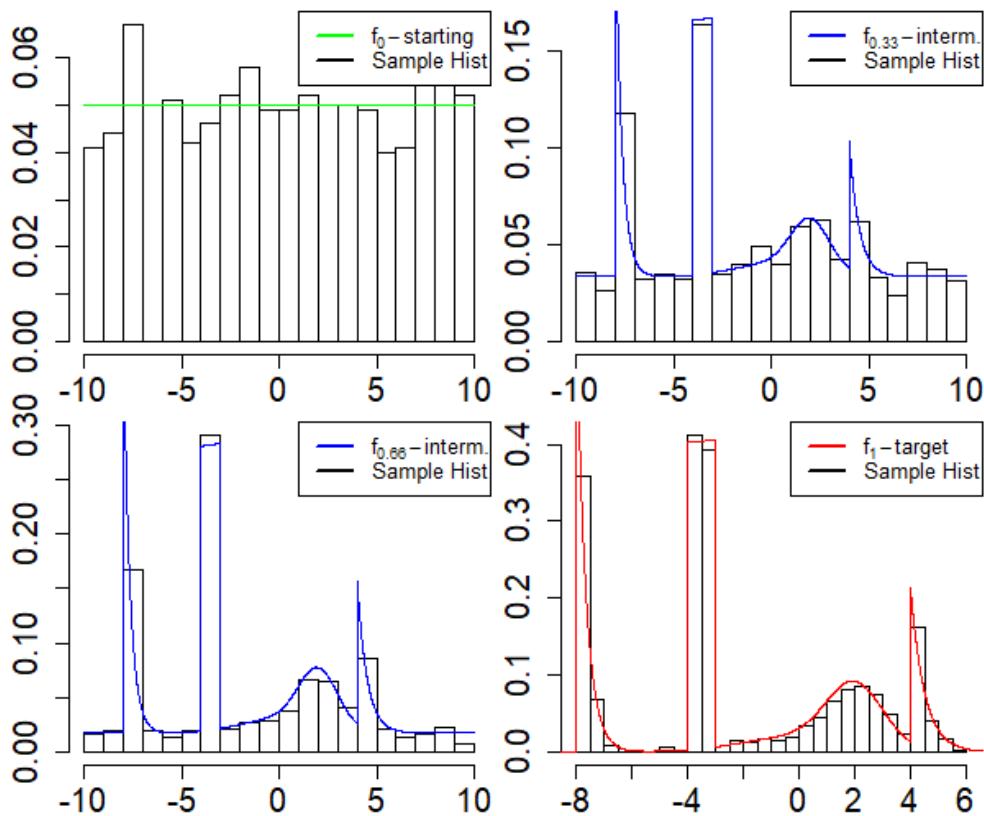 f₀−starting
Sample Hist
0.00 0.02 0.04 0.06
-10 -5 0 5 10
f₀.₃₃−interm.
Sample Hist
0.00 0.05 0.10 0.15
-10 -5 0 5 10
f₀.₆₆−interm.
Sample Hist
0.00 0.10 0.20 0.30
-10 -5 0 5 10
f₁−target
Sample Hist
0.0 0.1 0.2 0.3 0.4
-8 -4 0 2 4 6